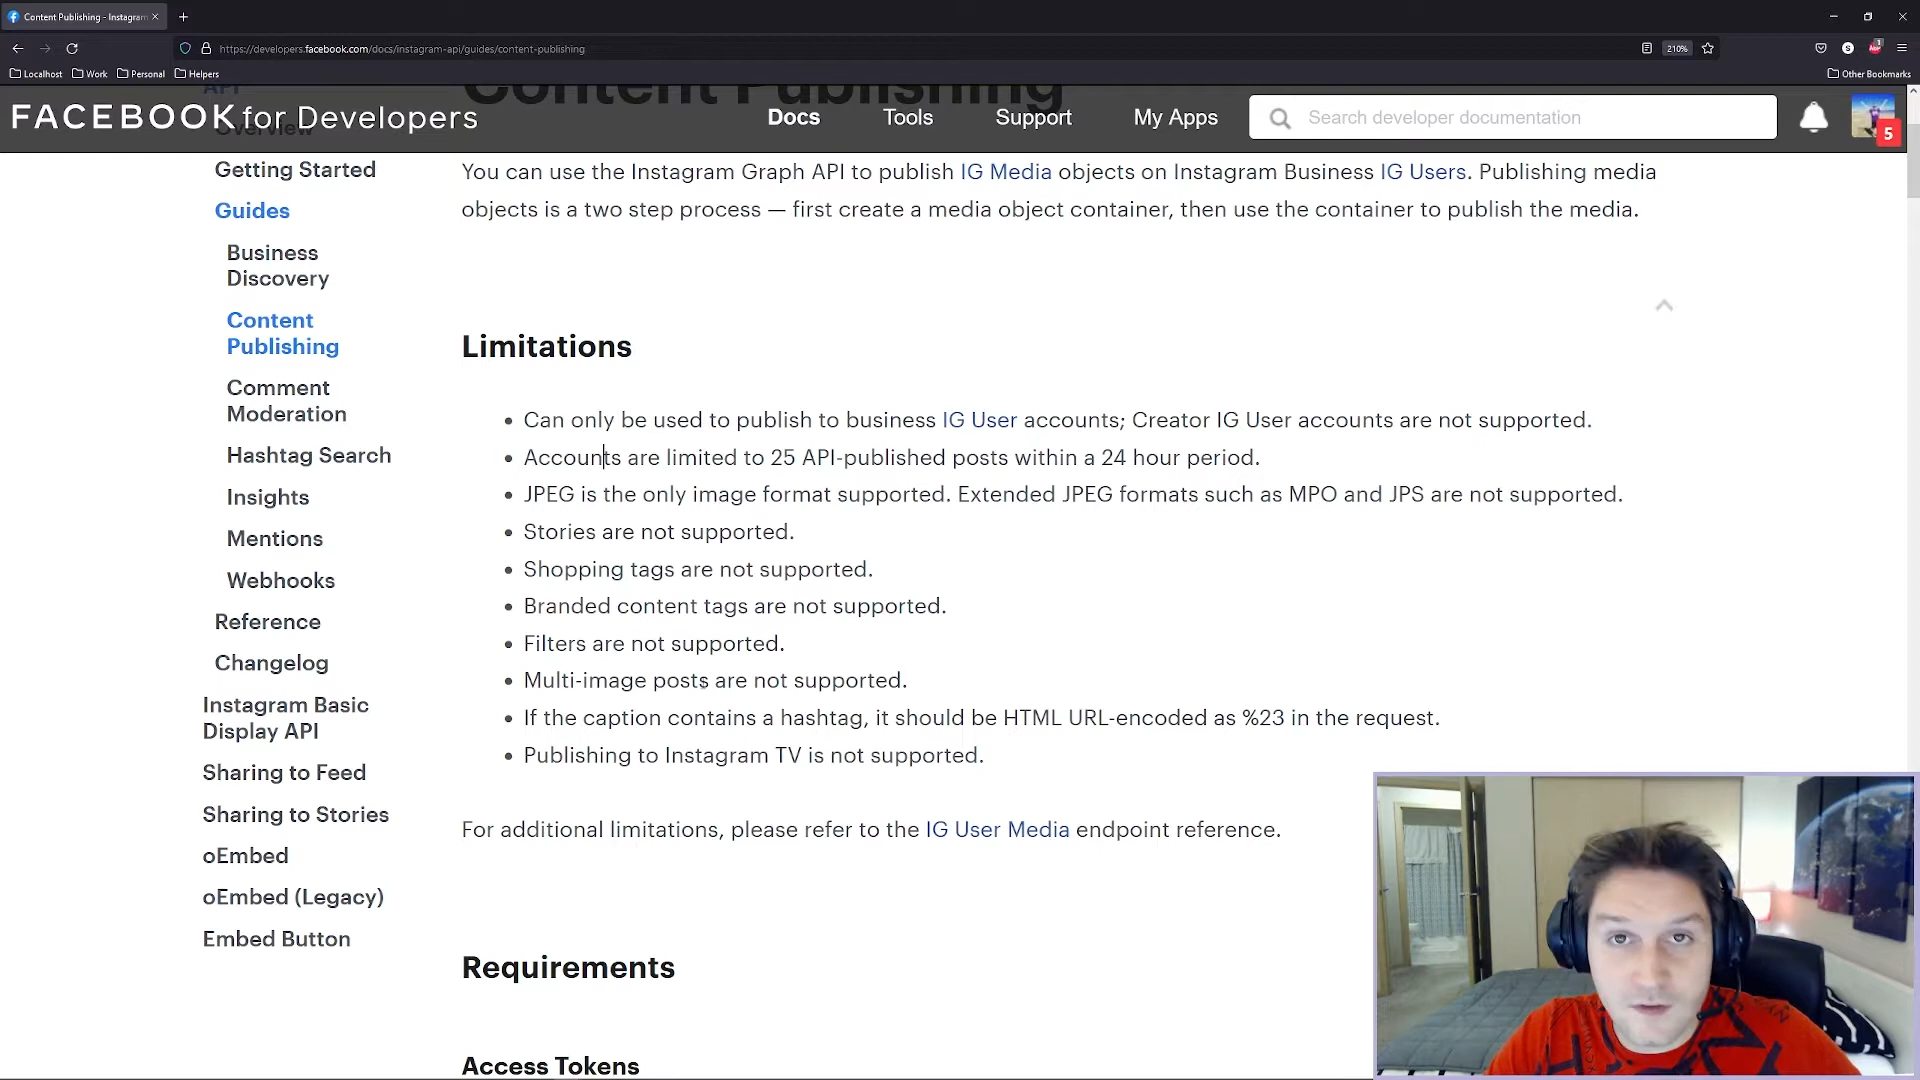 Content Publishing - Instagram
https://developers.facebook.com/docs/instagram-api/guides/content-publishing
210%
Localhost
Work
Personal
Helpers
Other Bookmarks
API
Overview
Content Publishing
FACEBOOK for Developers
Docs
Tools
Support
My Apps
Search developer documentation
5
Getting Started
Guides
Business
Discovery
Content
Publishing
Comment
Moderation
Hashtag Search
Insights
Mentions
Webhooks
Reference
Changelog
Instagram Basic
Display API
Sharing to Feed
Sharing to Stories
oEmbed
oEmbed (Legacy)
Embed Button
You can use the Instagram Graph API to publish IG Media objects on Instagram Business IG Users. Publishing media
objects is a two step process — first create a media object container, then use the container to publish the media.
Limitations
• Can only be used to publish to business IG User accounts; Creator IG User accounts are not supported.
• Accounts are limited to 25 API-published posts within a 24 hour period.
• JPEG is the only image format supported. Extended JPEG formats such as MPO and JPS are not supported.
• Stories are not supported.
• Shopping tags are not supported.
• Branded content tags are not supported.
• Filters are not supported.
• Multi-image posts are not supported.
• If the caption contains a hashtag, it should be HTML URL-encoded as %23 in the request.
• Publishing to Instagram TV is not supported.
For additional limitations, please refer to the IG User Media endpoint reference.
Requirements
Access Tokens